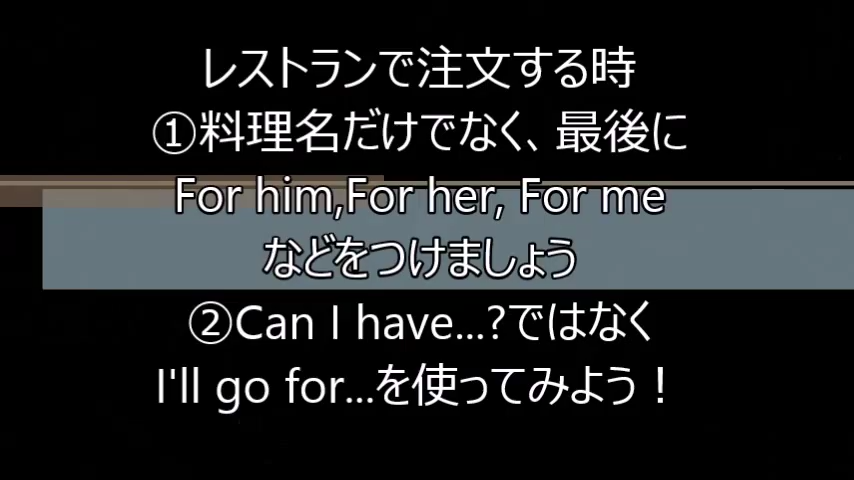 レストランで注文する時
①料理名だけでなく、最後に
For him,For her, For me
などをつけましょう
②Can I have...?ではなく
I'll go for...を使ってみよう！